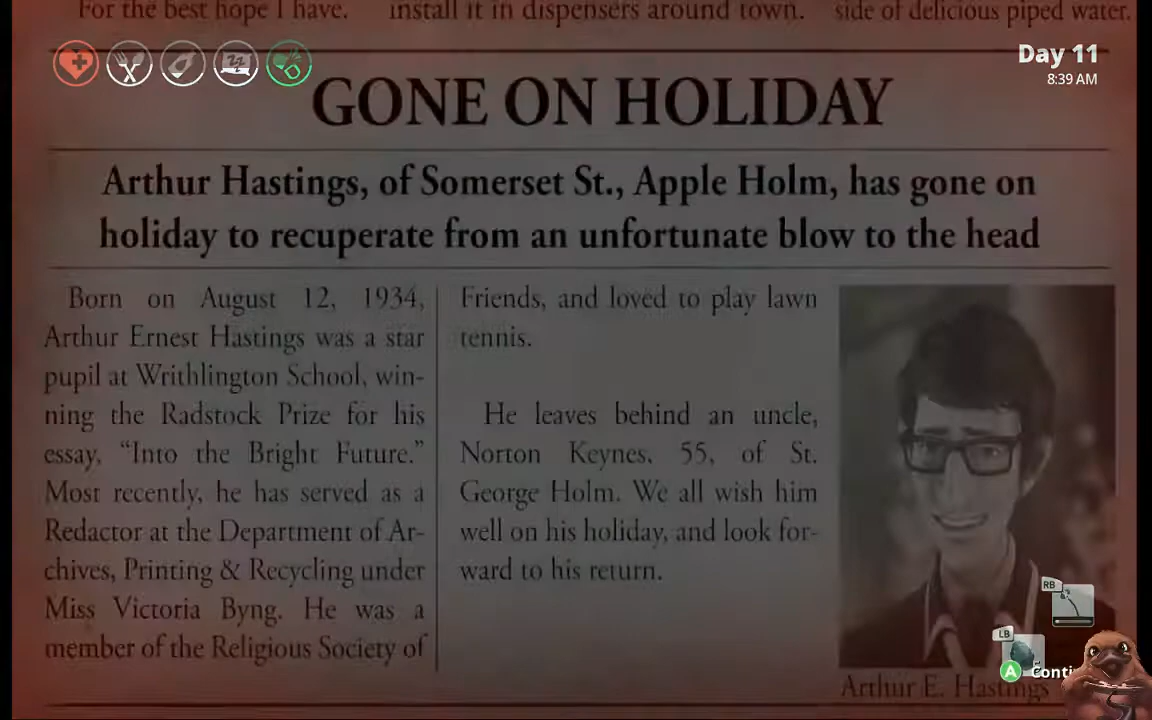 For the best hope I have.
install it in dispensers around town.
side of delicious piped water.
Day 11
8:39 AM
GONE ON HOLIDAY
Arthur Hastings, of Somerset St., Apple Holm, has gone on
holiday to recuperate from an unfortunate blow to the head
Born on August 12, 1934,
Arthur Ernest Hastings was a star
pupil at Writhlington School, win-
ning the Radstock Prize for his
essay, “Into the Bright Future.”
Most recently, he has served as a
Redactor at the Department of Ar-
chives, Printing & Recycling under
Miss Victoria Byng. He was a
member of the Religious Society of
Friends, and loved to play lawn
tennis.
He leaves behind an uncle,
Norton Keynes, 55, of St.
George Holm. We all wish him
well on his holiday, and look for-
ward to his return.
RB
LB
A Conti
Arthur E. Hastings